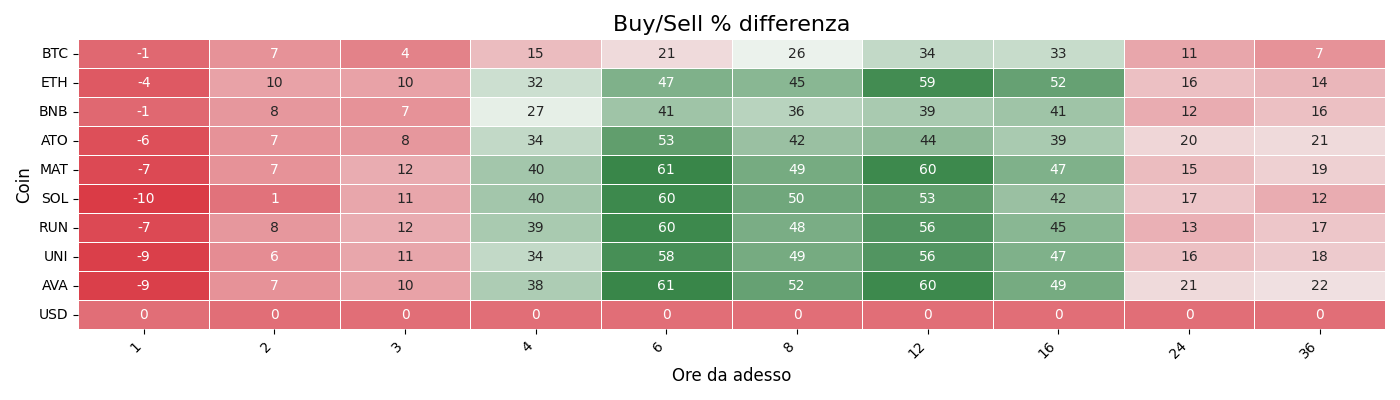 Buy/Sell % differenza
Coin
BTC -1 7 4 15 21 26 34 33 11 7
ETH -4 10 10 32 47 45 59 52 16 14
BNB -1 8 7 27 41 36 39 41 12 16
ATO -6 7 8 34 53 42 44 39 20 21
MAT -7 7 12 40 61 49 60 47 15 19
SOL -10 1 11 40 60 50 53 42 17 12
RUN -7 8 12 39 60 48 56 45 13 17
UNI -9 6 11 34 58 49 56 47 16 18
AVA -9 7 10 38 61 52 60 49 21 22
USD 0 0 0 0 0 0 0 0 0 0
1 2 3 4 6 8 12 16 24 36
Ore da adesso